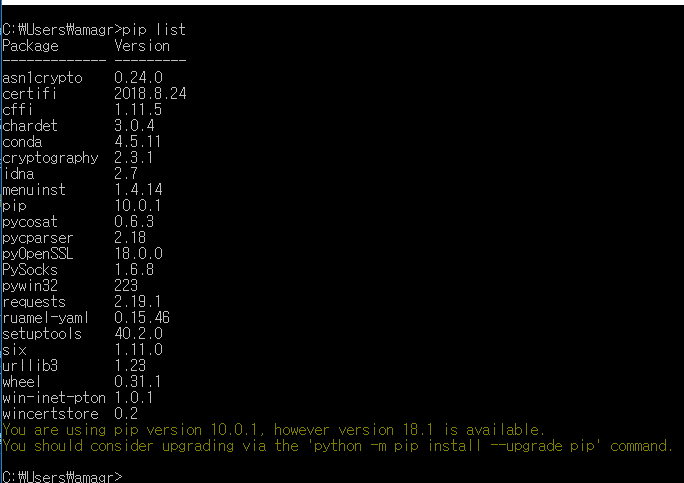 C:₩Users₩amagr>pip list
Package       Version
------------- ---------
asn1crypto    0.24.0
certifi       2018.8.24
cffi          1.11.5
chardet       3.0.4
conda         4.5.11
cryptography  2.3.1
idna          2.7
menuinst      1.4.14
pip           10.0.1
pycosat       0.6.3
pycparser     2.18
pyOpenSSL     18.0.0
PySocks       1.6.8
pywin32       223
requests      2.19.1
ruamel-yaml   0.15.46
setuptools    40.2.0
six           1.11.0
urllib3       1.23
wheel         0.31.1
win-inet-pton 1.0.1
wincertstore  0.2
You are using pip version 10.0.1, however version 18.1 is available.
You should consider upgrading via the 'python -m pip install --upgrade pip' command.
C:₩Users₩amagr>